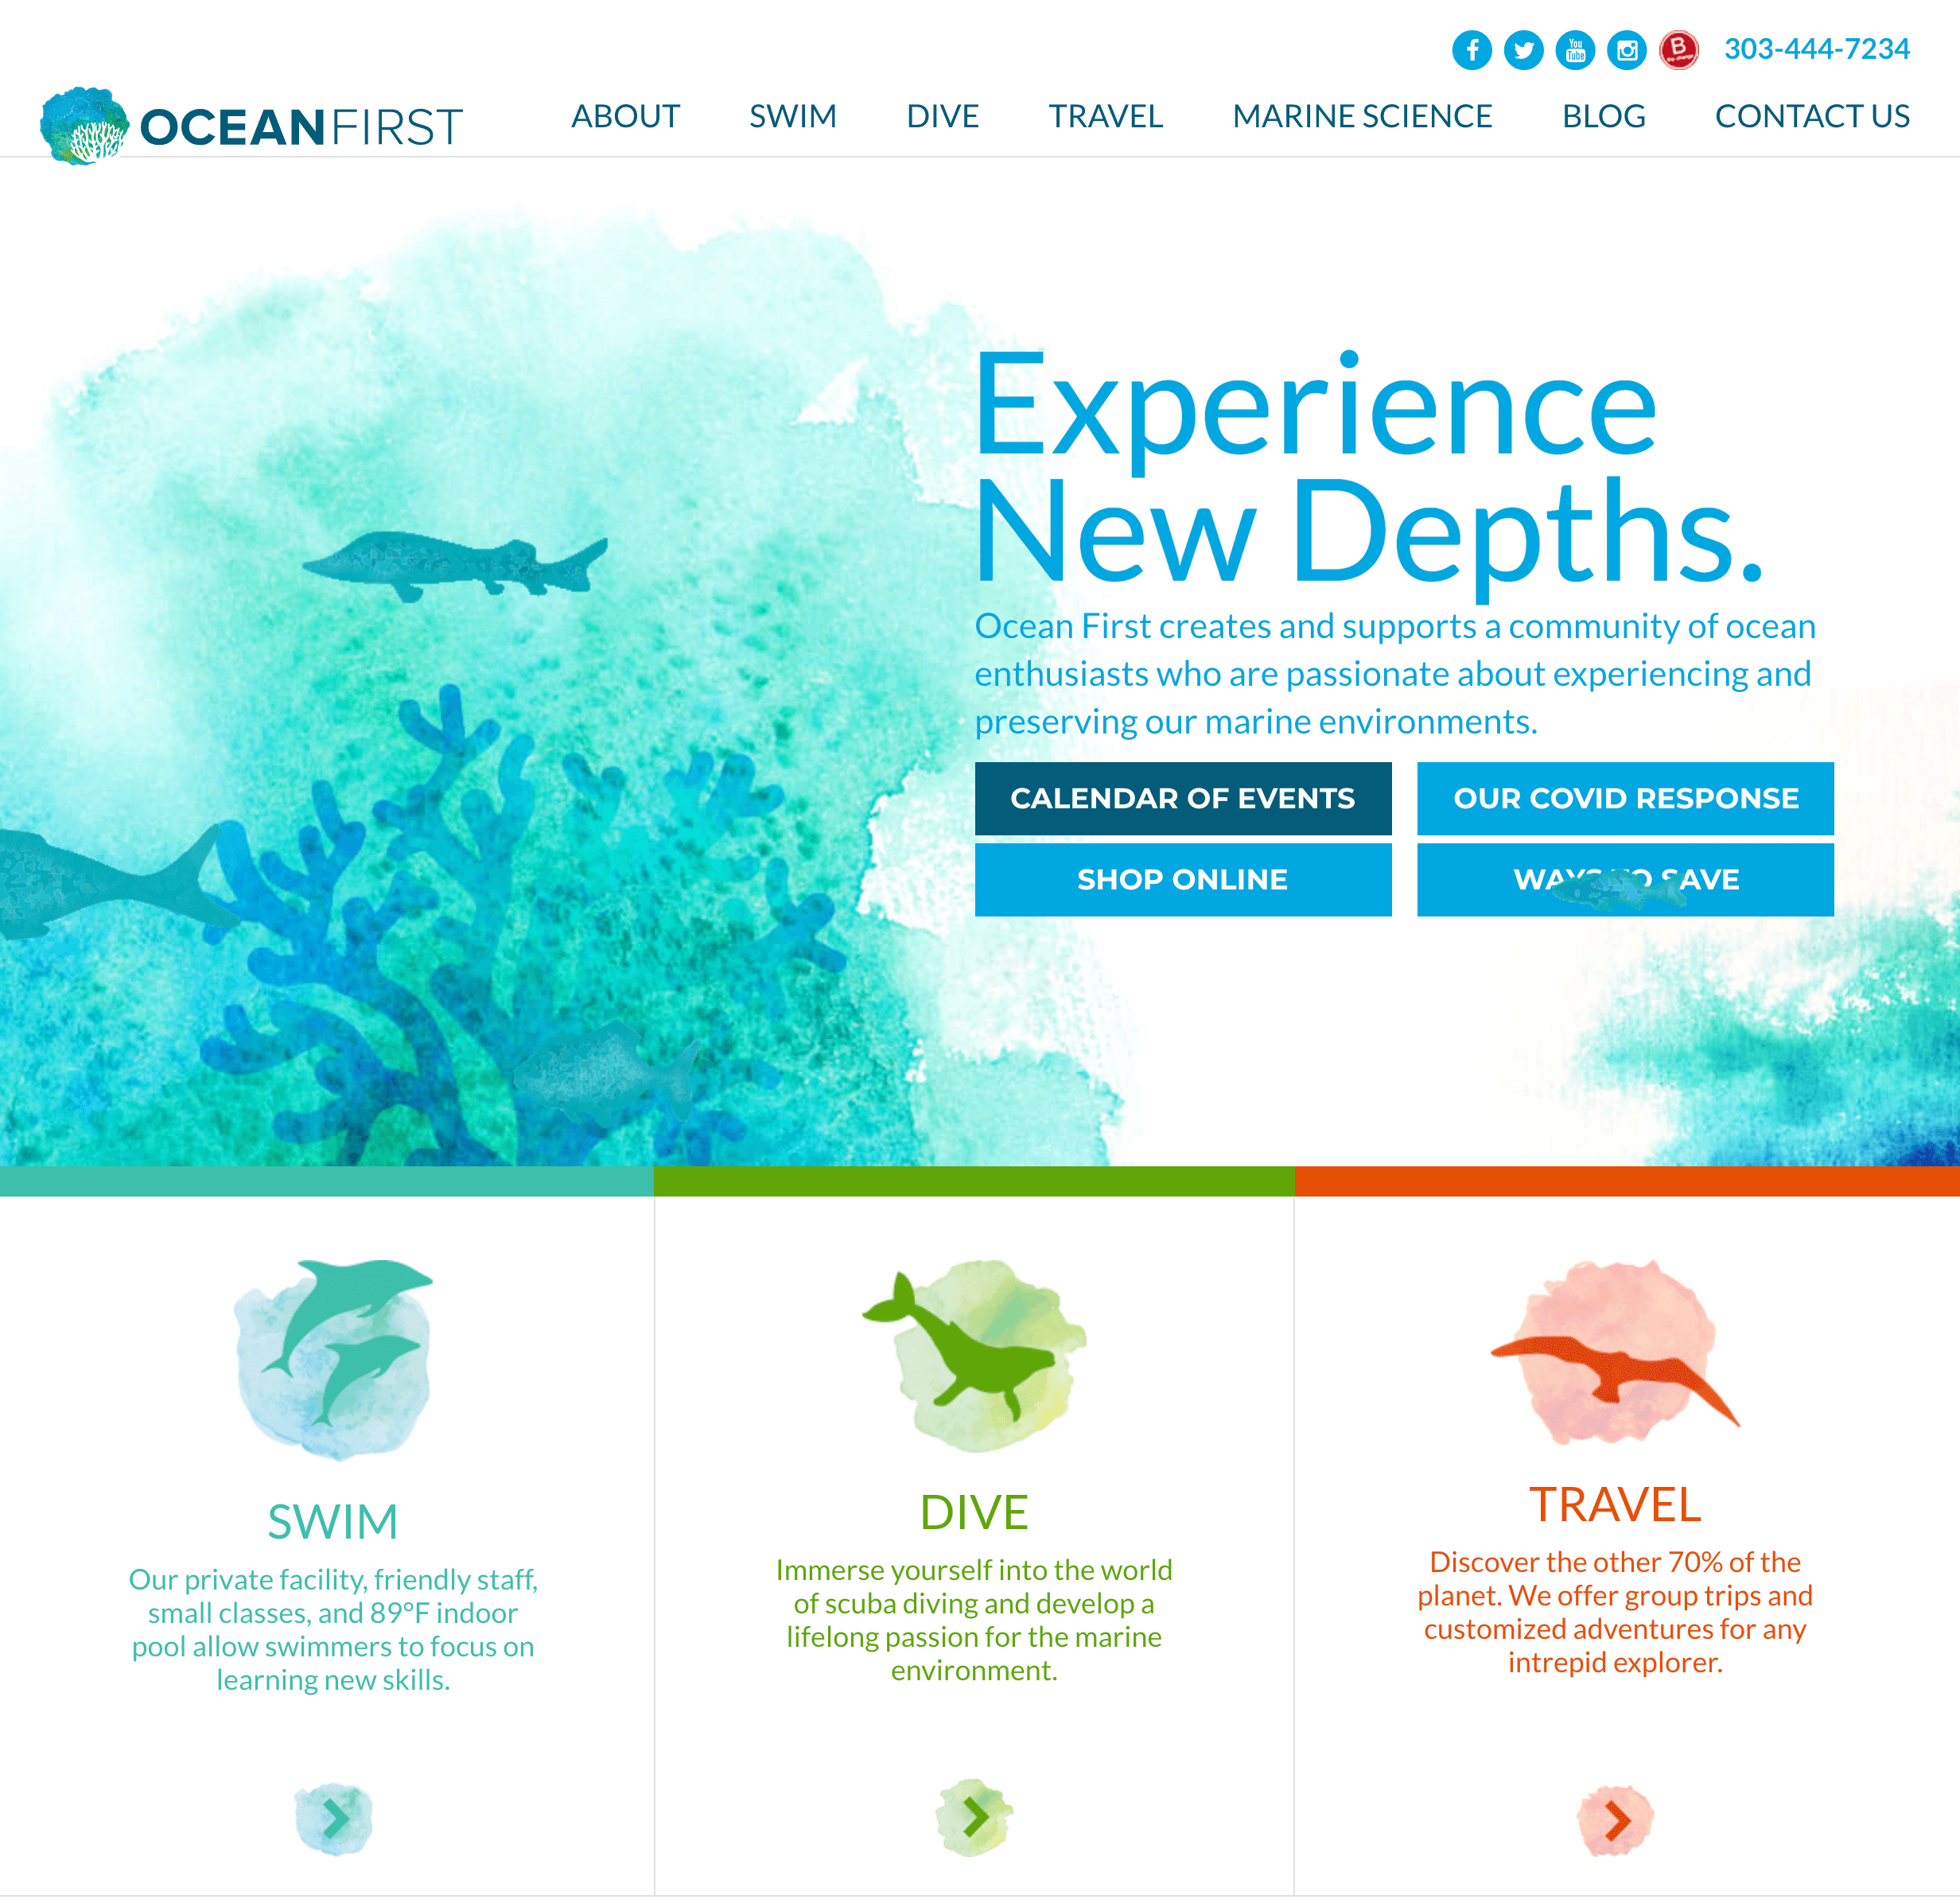 303-444-7234
OCEANFIRST
ABOUT SWIM DIVE TRAVEL MARINE SCIENCE BLOG CONTACT US
Experience
New Depths.
Ocean First creates and supports a community of ocean
enthusiasts who are passionate about experiencing and
preserving our marine environments.
CALENDAR OF EVENTS
OUR COVID RESPONSE
SHOP ONLINE
WAYS TO SAVE
SWIM
Our private facility, friendly staff,
small classes, and 89°F indoor
pool allow swimmers to focus on
learning new skills.
DIVE
Immerse yourself into the world
of scuba diving and develop a
lifelong passion for the marine
environment.
TRAVEL
Discover the other 70% of the
planet. We offer group trips and
customized adventures for any
intrepid explorer.